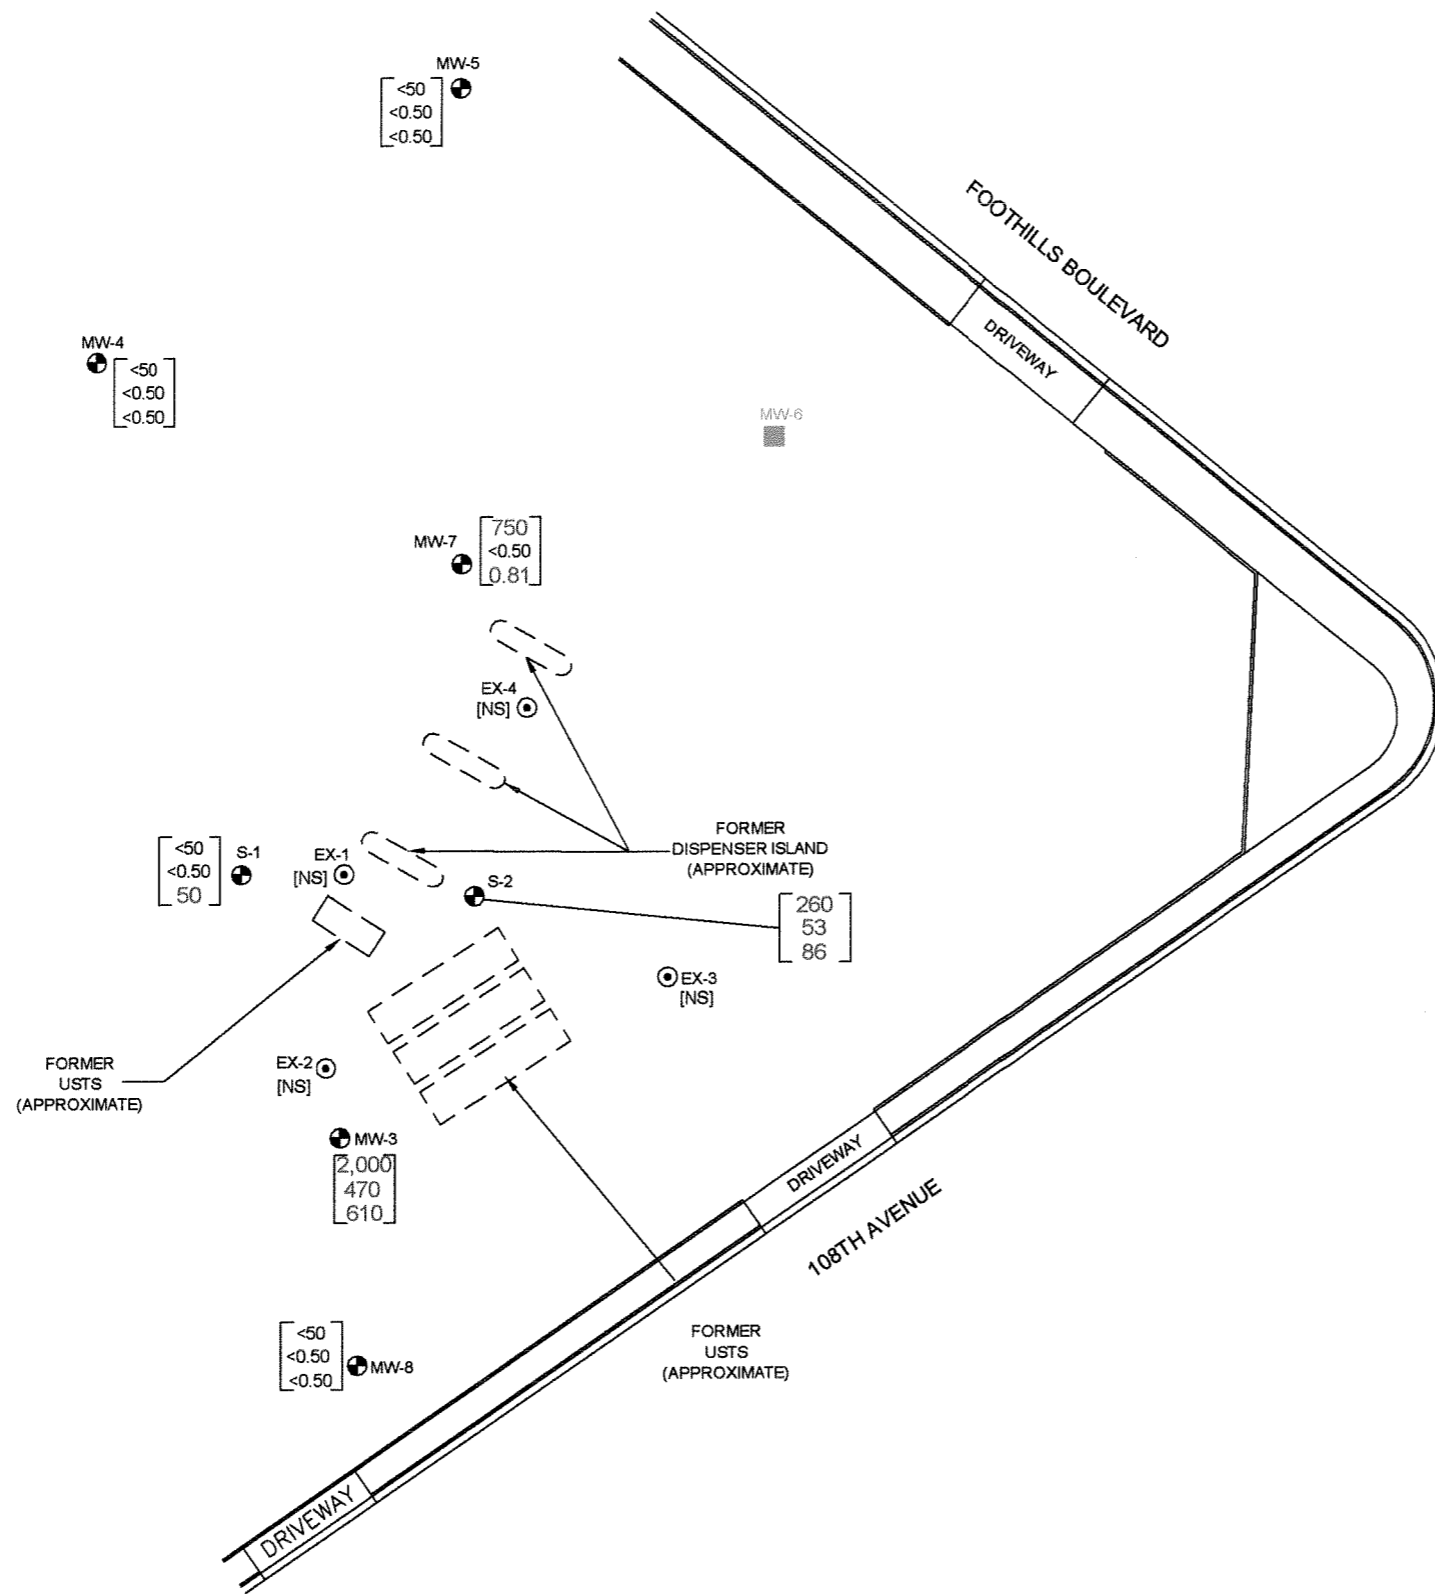 MW-5
<50
<0.50
<0.50
FOOTHILLS BOULEVARD
DRIVEWAY
MW-4
<50
<0.50
<0.50
MW-6
MW-7
750
<0.50
0.81
EX-4
[NS]
FORMER
DISPENSER ISLAND
(APPROXIMATE)
<50
<0.50
50
S-1
EX-1
[NS]
S-2
260
53
86
EX-3
[NS]
FORMER
USTS
(APPROXIMATE)
EX-2
[NS]
MW-3
2,000
470
610
DRIVEWAY
108TH AVENUE
FORMER
USTS
(APPROXIMATE)
<50
<0.50
<0.50
MW-8
DRIVEWAY